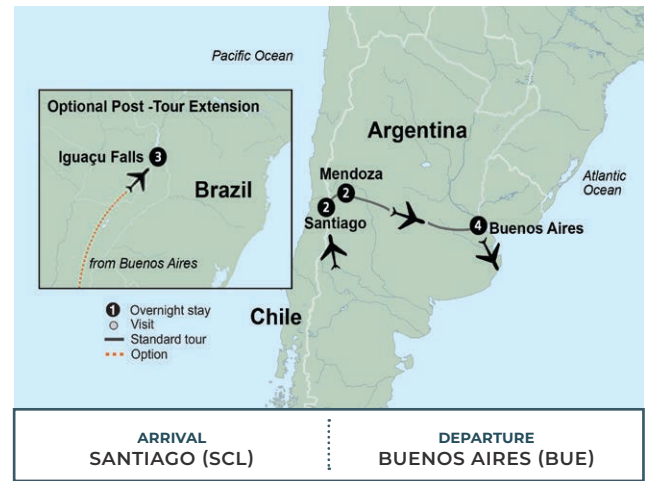 Pacific Ocean
Optional Post -Tour Extension
Iguaçu Falls 3
Brazil
from Buenos Aires
Argentina
Mendoza
2
2
Santiago
Atlantic
Ocean
4 Buenos Aires
Chile
1 Overnight stay
Visit
Standard tour
Option
ARRIVAL
SANTIAGO (SCL)
DEPARTURE
BUENOS AIRES (BUE)